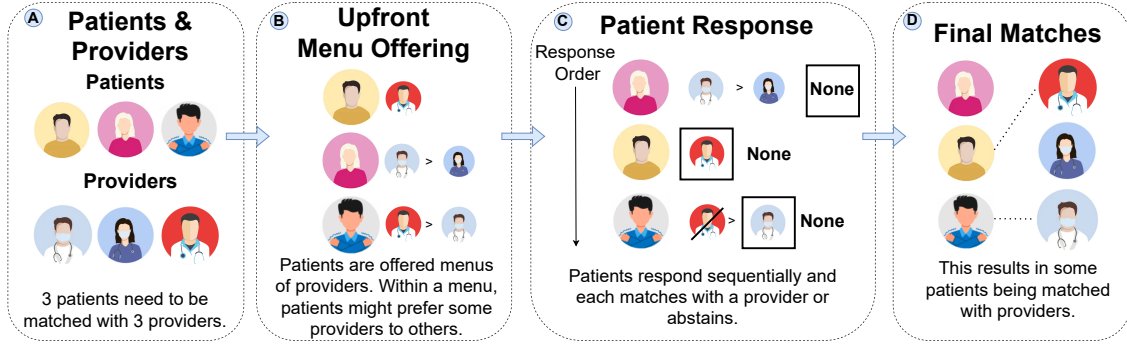 A
Patients &
Providers
Patients
Providers
3 patients need to be
matched with 3 providers.
B
Upfront
Menu Offering
>
>
Patients are offered menus
of providers. Within a menu,
patients might prefer some
providers to others.
C
Patient Response
Response
Order
> None
None
> None
Patients respond sequentially and
each matches with a provider or
abstains.
D
Final Matches
This results in some
patients being matched
with providers.